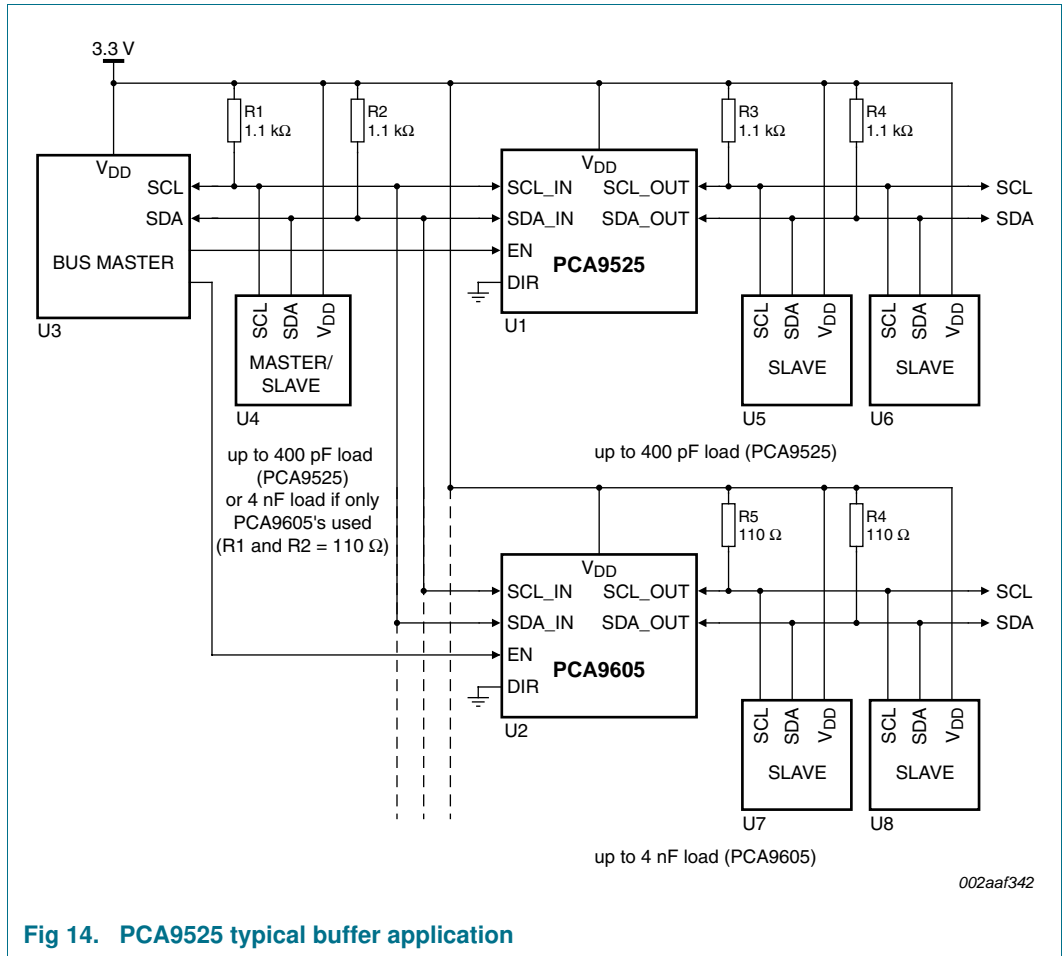 3.3 V
R1
1.1 kΩ
R2
1.1 kΩ
R3
1.1 kΩ
R4
1.1 kΩ
VDD
SCL
SDA
BUS MASTER
U3
VDD
SCL_IN
SCL_OUT
SDA_IN
SDA_OUT
EN
PCA9525
DIR
U1
SCL
SDA
SCL
SDA
VDD
MASTER/
SLAVE
U4
SCL
SDA
VDD
SLAVE
U5
SCL
SDA
VDD
SLAVE
U6
up to 400 pF load
(PCA9525)
or 4 nF load if only
PCA9605's used
(R1 and R2 = 110 Ω)
up to 400 pF load (PCA9525)
R5
110 Ω
R4
110 Ω
VDD
SCL_IN
SCL_OUT
SDA_IN
SDA_OUT
EN
PCA9605
DIR
U2
SCL
SDA
SCL
SDA
VDD
SLAVE
U7
SCL
SDA
VDD
SLAVE
U8
up to 4 nF load (PCA9605)
002aaf342
Fig 14. PCA9525 typical buffer application